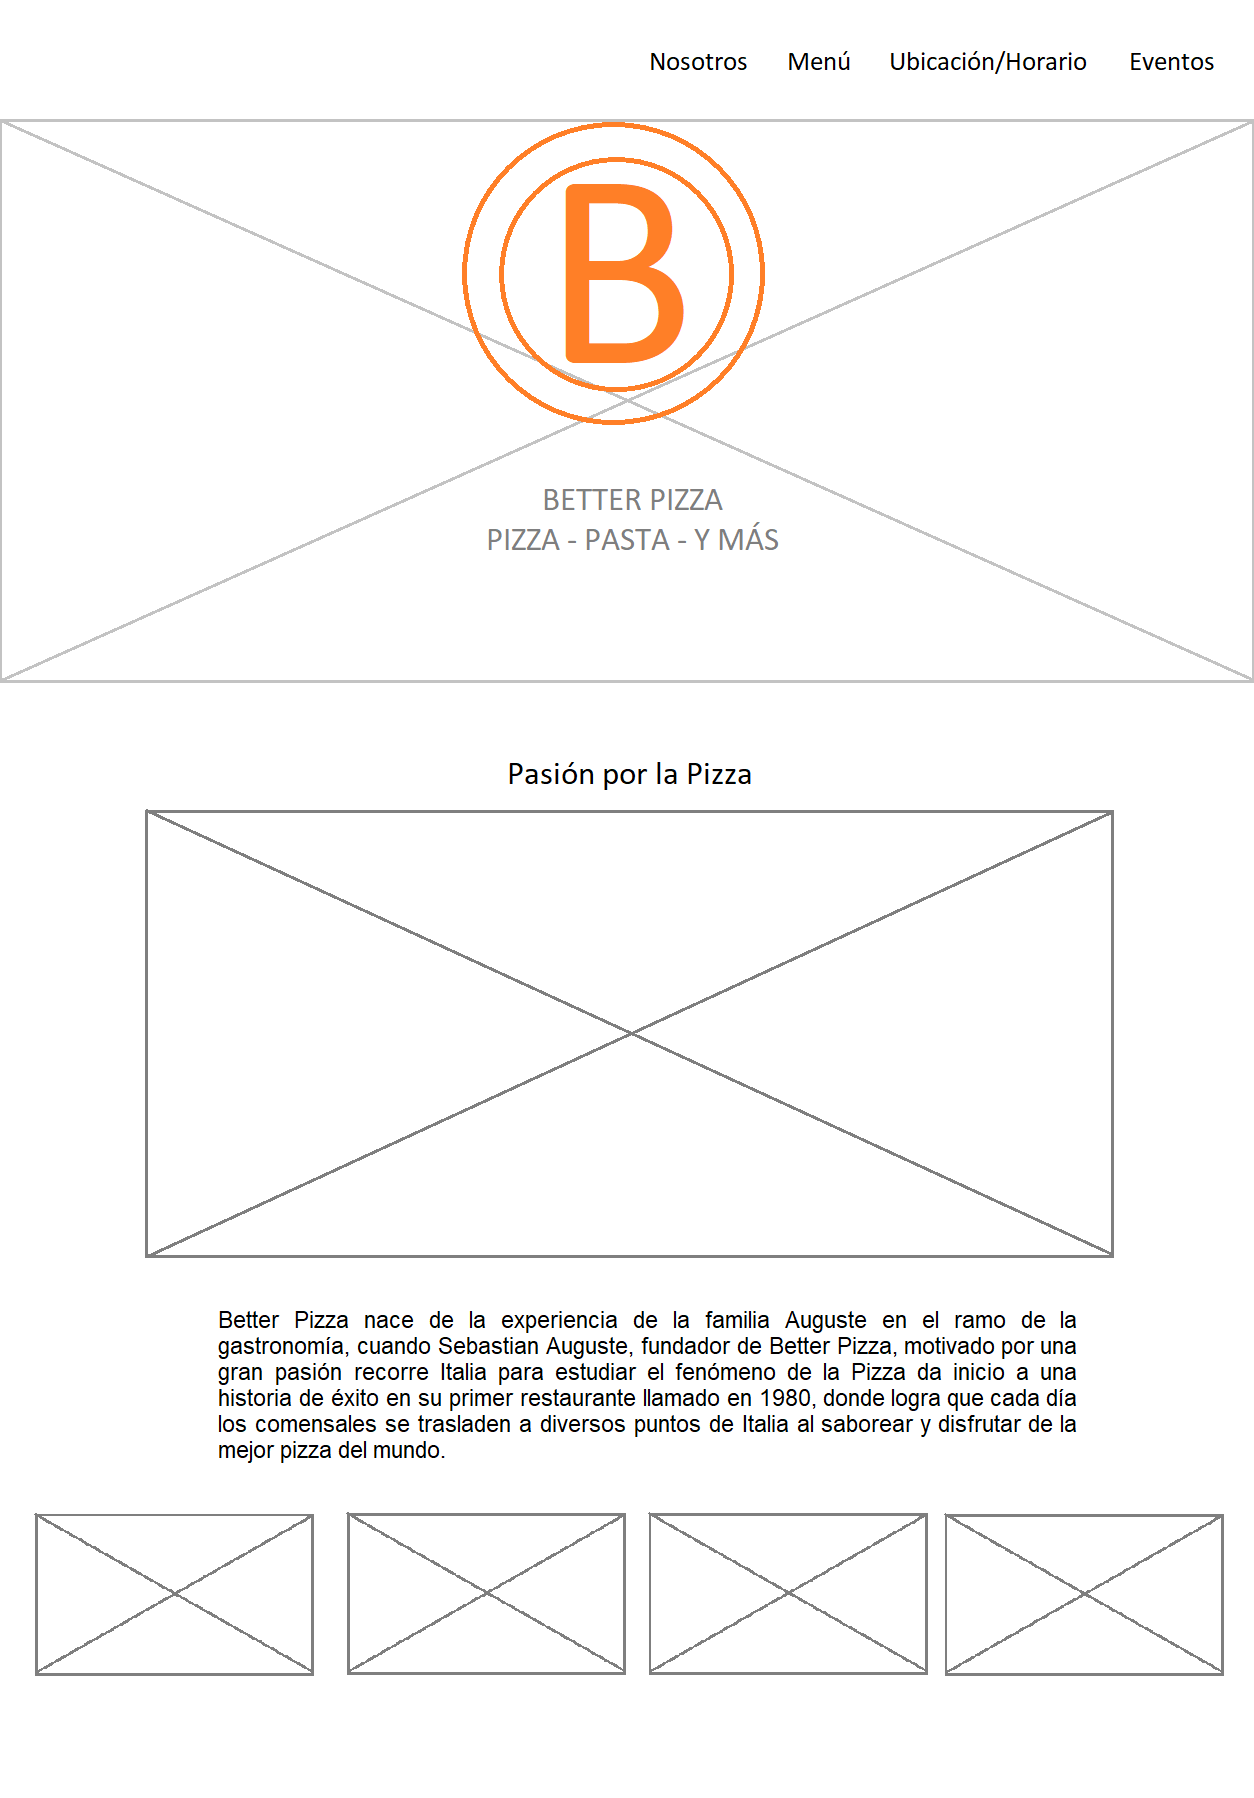 Nosotros Menú Ubicación/Horario Eventos
B
BETTER PIZZA
PIZZA - PASTA - Y MÁS
Pasión por la Pizza
Better Pizza nace de la experiencia de la familia Auguste en el ramo de la
gastronomía, cuando Sebastian Auguste, fundador de Better Pizza, motivado por una
gran pasión recorre Italia para estudiar el fenómeno de la Pizza da inicio a una
historia de éxito en su primer restaurante llamado en 1980, donde logra que cada día
los comensales se trasladen a diversos puntos de Italia al saborear y disfrutar de la
mejor pizza del mundo.